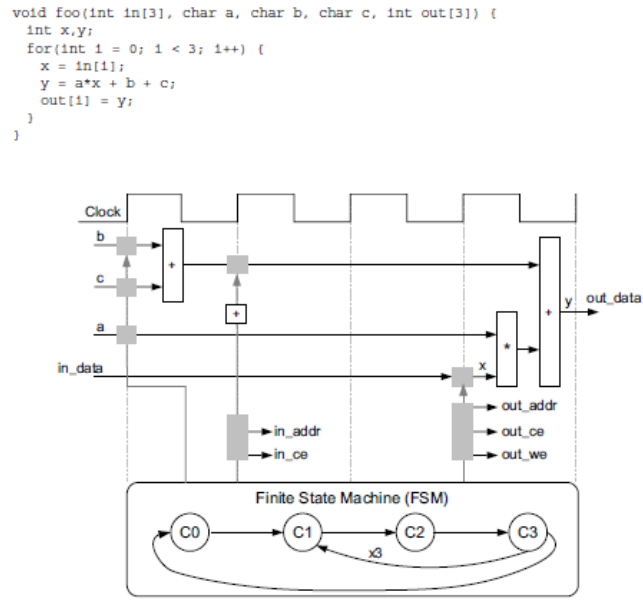 void foo(int in[3], char a, char b, char c, int out[3]) {
int x,y;
for(int i = 0; i < 3; i++) {
x = in[i];
y = a*x + b + c;
out[i] = y;
}
}
Clock
b
+
c
+
a
+
y
out_data
*
in_data
x
out_addr
in_addr
out_ce
in_ce
out_we
Finite State Machine (FSM)
C0
C1
C2
C3
x3